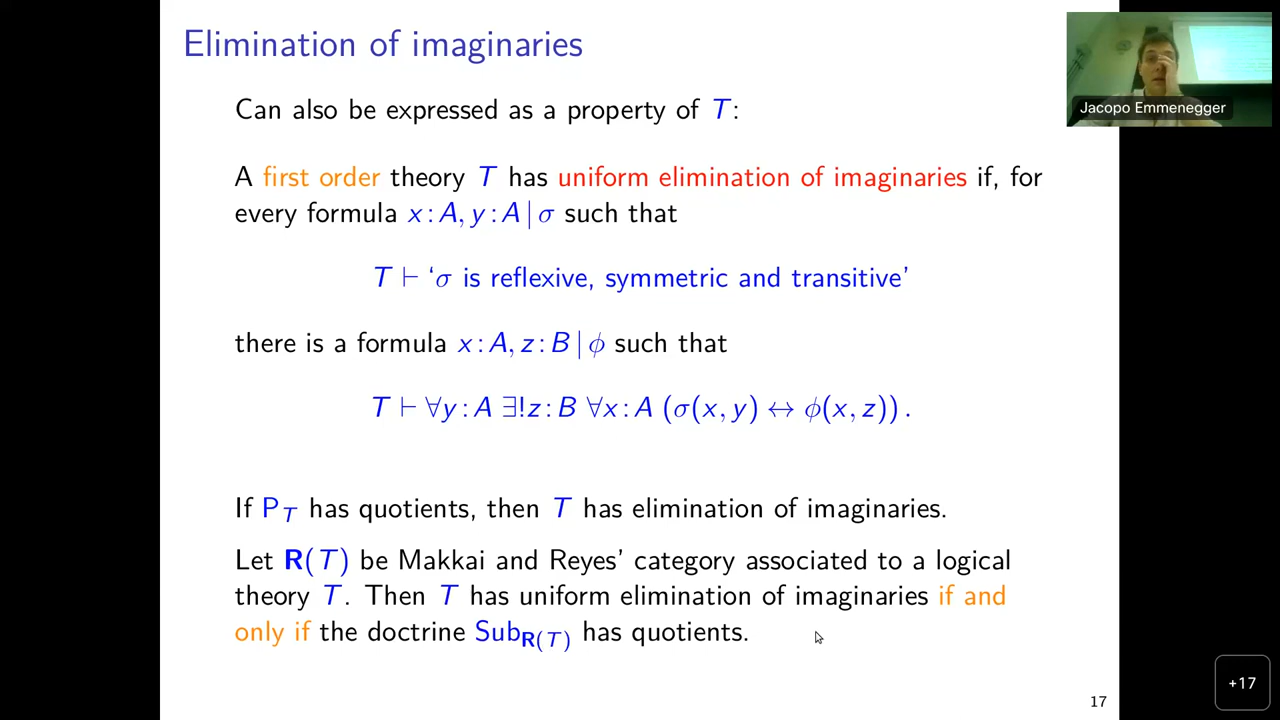 Elimination of imaginaries
Jacopo Emmenegger
Can also be expressed as a property of T:
A first order theory T has uniform elimination of imaginaries if, for
every formula x : A, y : A | σ such that
T ⊢ ‘σ is reflexive, symmetric and transitive’
there is a formula x : A, z : B | ϕ such that
T ⊢ ∀y : A ∃!z : B ∀x : A (σ(x, y) ↔ ϕ(x, z)) .
If P_T has quotients, then T has elimination of imaginaries.
Let R(T) be Makkai and Reyes’ category associated to a logical
theory T. Then T has uniform elimination of imaginaries if and
only if the doctrine Sub_R(T) has quotients.
+17
17